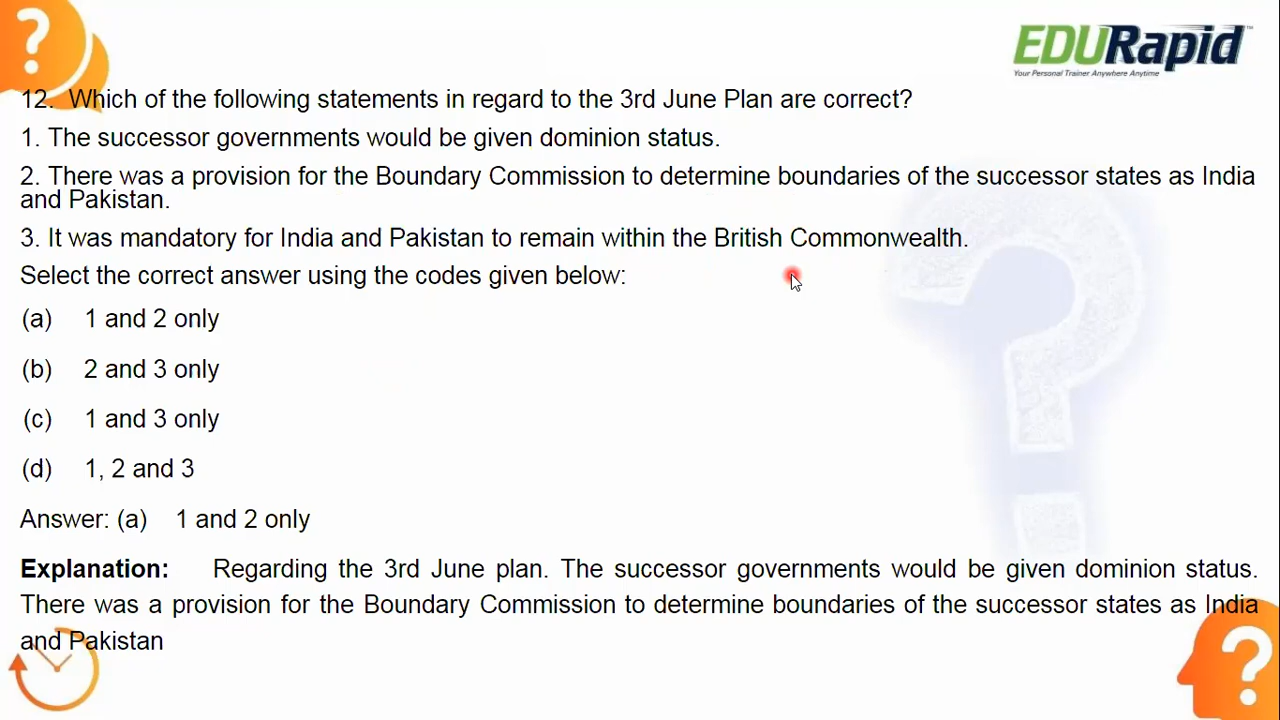 EDURapid™
Your Personal Trainer Anywhere Anytime
12. Which of the following statements in regard to the 3rd June Plan are correct?
1. The successor governments would be given dominion status.
2. There was a provision for the Boundary Commission to determine boundaries of the successor states as India
and Pakistan.
3. It was mandatory for India and Pakistan to remain within the British Commonwealth.
Select the correct answer using the codes given below:
(a) 1 and 2 only
(b) 2 and 3 only
(c) 1 and 3 only
(d) 1, 2 and 3
Answer: (a) 1 and 2 only
Explanation: Regarding the 3rd June plan. The successor governments would be given dominion status.
There was a provision for the Boundary Commission to determine boundaries of the successor states as India
and Pakistan